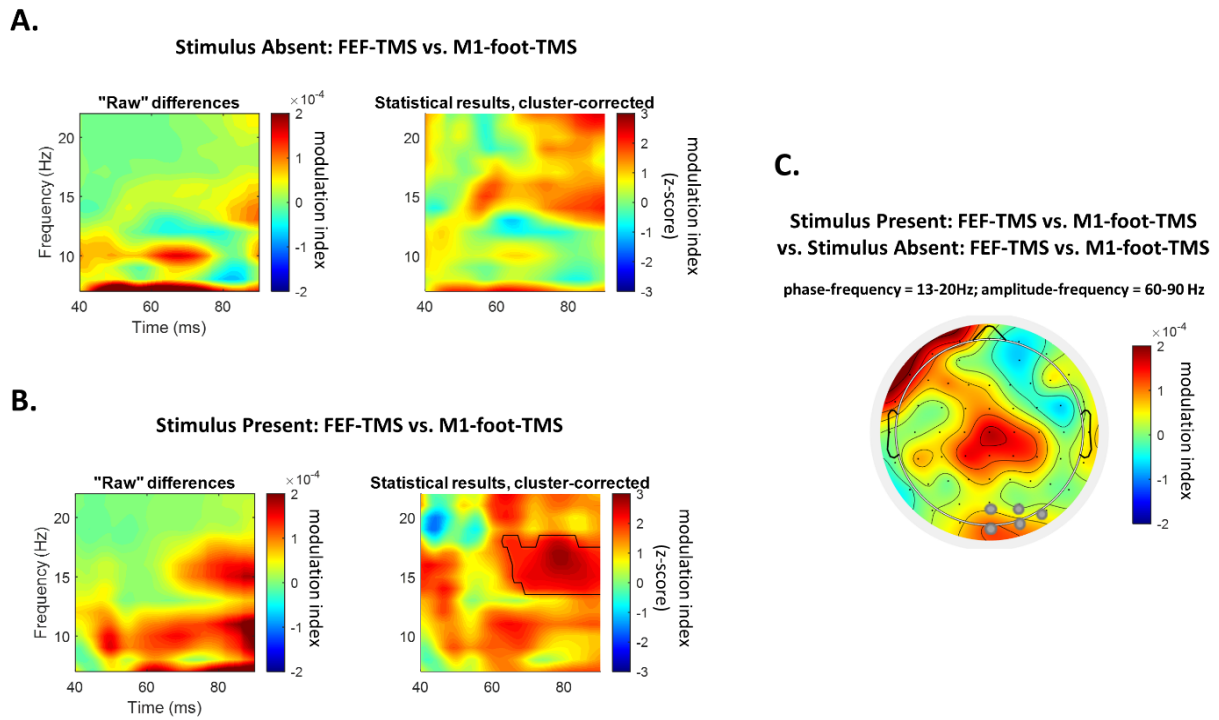 A.
Stimulus Absent: FEF-TMS vs. M1-foot-TMS
"Raw" differences
×10⁻⁴
Statistical results, cluster-corrected
Frequency (Hz)
20
15
10
40
60
80
Time (ms)
2
1
0
-1
-2
modulation index
40
60
80
3
2
1
0
-1
-2
-3
modulation index
(z-score)
B.
Stimulus Present: FEF-TMS vs. M1-foot-TMS
"Raw" differences
×10⁻⁴
Statistical results, cluster-corrected
Frequency (Hz)
20
15
10
40
60
80
Time (ms)
2
1
0
-1
-2
modulation index
20
15
10
40
60
80
3
2
1
0
-1
-2
-3
modulation index
(z-score)
C.
Stimulus Present: FEF-TMS vs. M1-foot-TMS
vs. Stimulus Absent: FEF-TMS vs. M1-foot-TMS
phase-frequency = 13-20Hz; amplitude-frequency = 60-90 Hz
×10⁻⁴
2
1
0
-1
-2
modulation index